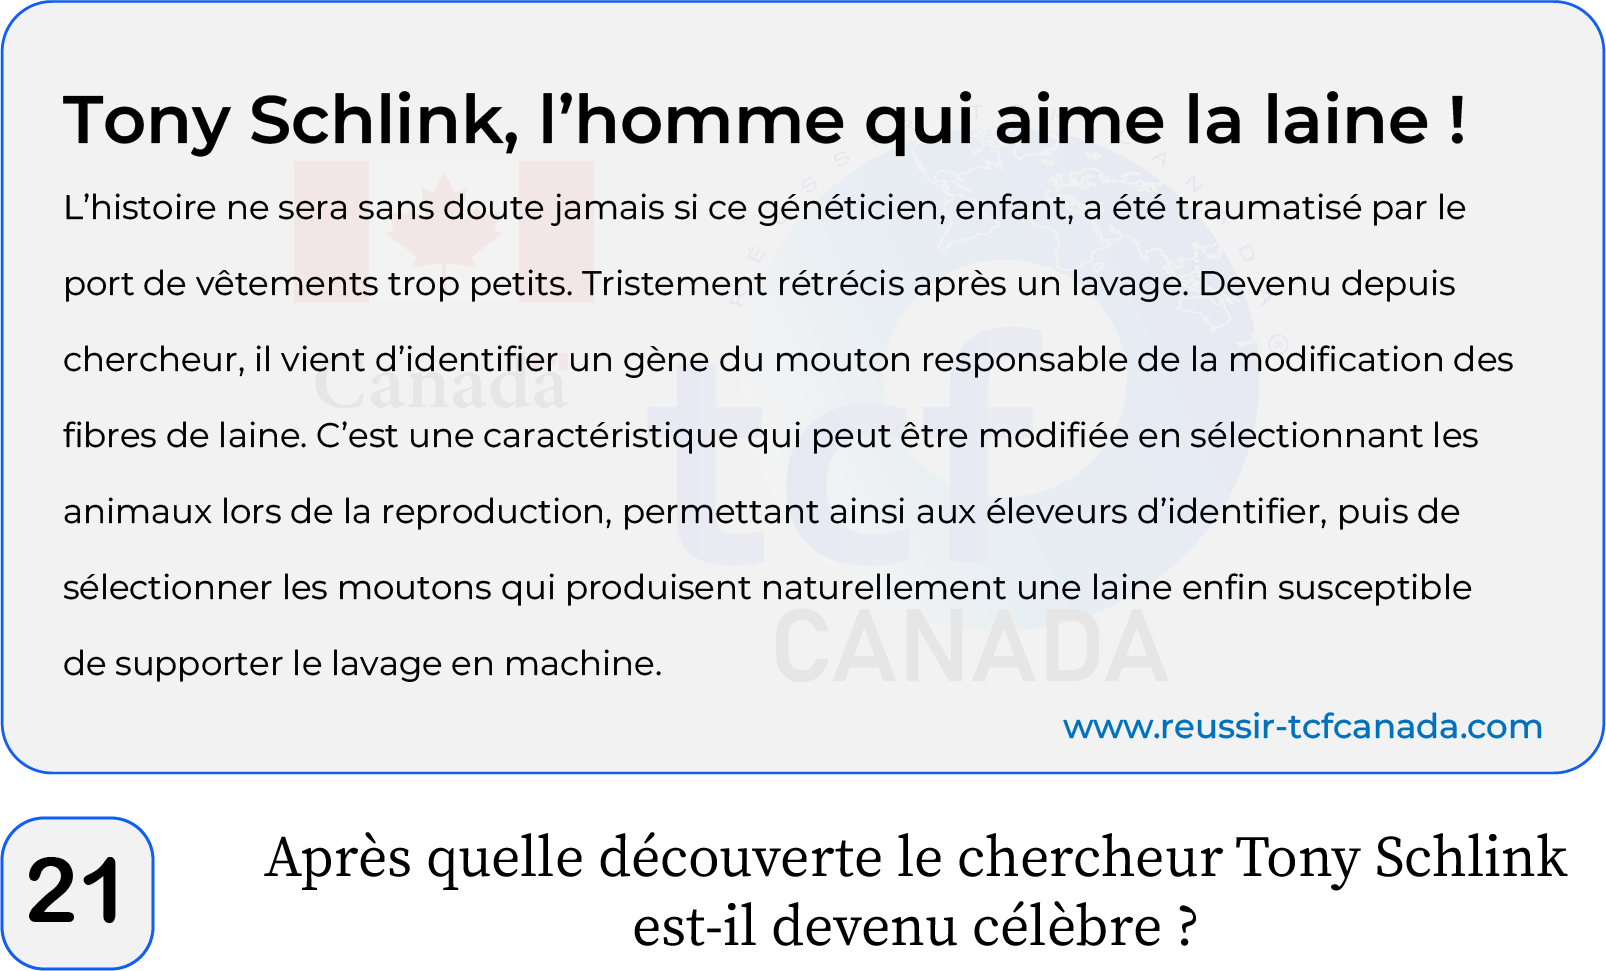 Tony Schlink, l’homme qui aime la laine !
L’histoire ne sera sans doute jamais si ce généticien, enfant, a été traumatisé par le
port de vêtements trop petits. Tristement rétrécis après un lavage. Devenu depuis
chercheur, il vient d’identifier un gène du mouton responsable de la modification des
fibres de laine. C’est une caractéristique qui peut être modifiée en sélectionnant les
animaux lors de la reproduction, permettant ainsi aux éleveurs d’identifier, puis de
sélectionner les moutons qui produisent naturellement une laine enfin susceptible
de supporter le lavage en machine.
Canada
tcf
CANADA
www.reussir-tcfcanada.com
21
Après quelle découverte le chercheur Tony Schlink
est-il devenu célèbre ?